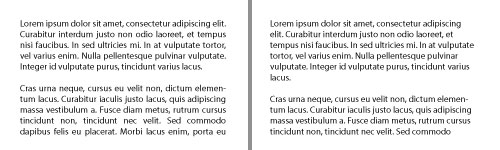 Lorem ipsum dolor sit amet, consectetur adipiscing elit.
Curabitur interdum justo non odio laoreet, et tempus
nisi faucibus. In sed ultricies mi. In at vulputate tortor,
vel varius enim. Nulla pellentesque pulvinar vulputate.
Integer id vulputate purus, tincidunt varius lacus.
Cras urna neque, cursus eu velit non, dictum elemen-
tum lacus. Curabitur iaculis justo lacus, quis adipiscing
massa vestibulum a. Fusce diam metus, rutrum cursus
tincidunt non, tincidunt nec velit. Sed commodo
dapibus felis eu placerat. Morbi lacus enim, porta eu
Lorem ipsum dolor sit amet, consectetur adipiscing
elit. Curabitur interdum justo non odio laoreet, et
tempus nisi faucibus. In sed ultricies mi. In at vulputate
tortor, vel varius enim. Nulla pellentesque pulvinar
vulputate. Integer id vulputate purus, tincidunt varius
lacus.
Cras urna neque, cursus eu velit non, dictum elemen-
tum lacus. Curabitur iaculis justo lacus, quis adipiscing
massa vestibulum a. Fusce diam metus, rutrum cursus
tincidunt non, tincidunt nec velit. Sed commodo